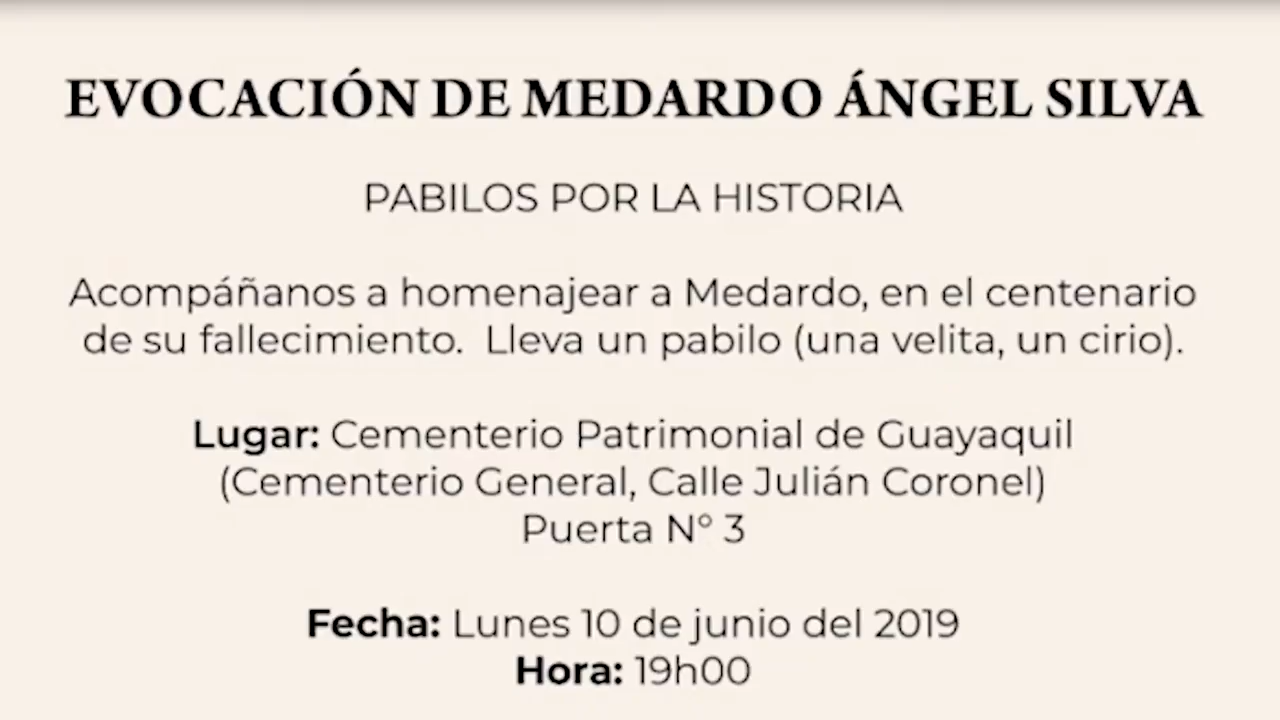 EVOCACIÓN DE MEDARDO ÁNGEL SILVA
PABILOS POR LA HISTORIA
Acompáñanos a homenajear a Medardo, en el centenario
de su fallecimiento. Lleva un pabilo (una velita, un cirio).
Lugar: Cementerio Patrimonial de Guayaquil
(Cementerio General, Calle Julián Coronel)
Puerta N° 3
Fecha: Lunes 10 de junio del 2019
Hora: 19h00